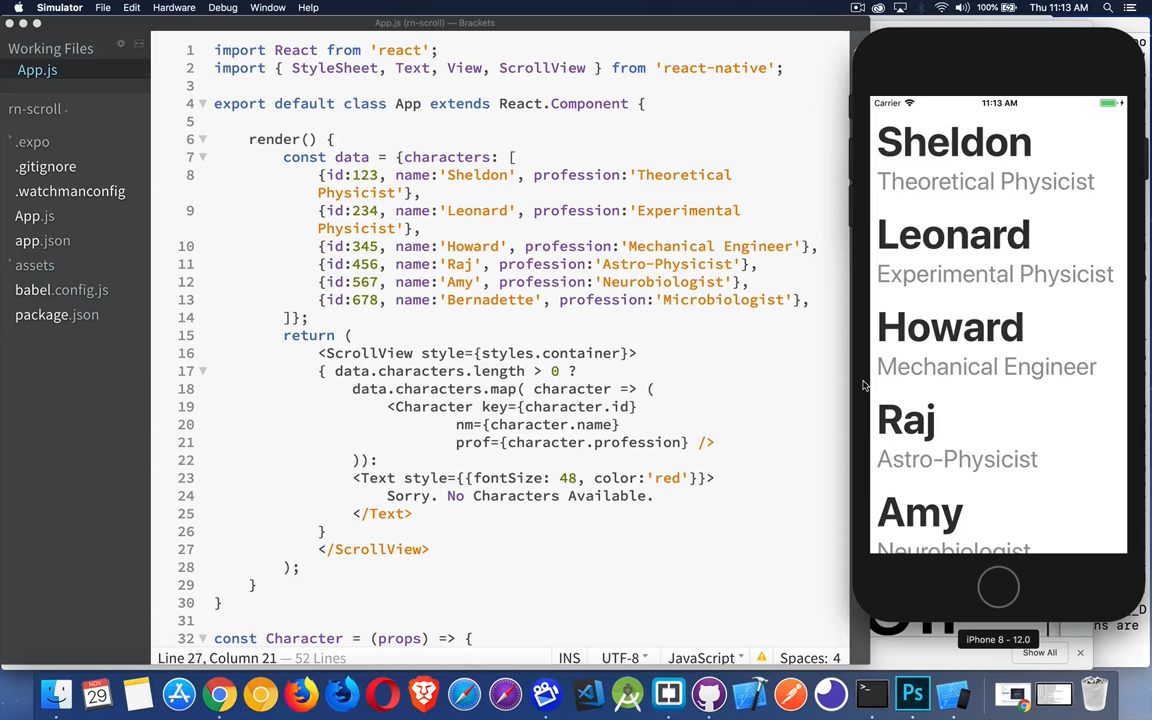 Simulator File Edit Hardware Debug Window Help 100% Thu 11:13 AM
App.js (rn-scroll) — Brackets
Working Files
App.js
rn-scroll
.expo
.gitignore
.watchmanconfig
App.js
app.json
assets
babel.config.js
package.json
1 import React from 'react';
2 import { StyleSheet, Text, View, ScrollView } from 'react-native';
3
4 export default class App extends React.Component {
5
6 render() {
7 const data = {characters: [
8 {id:123, name:'Sheldon', profession:'Theoretical
Physicist'},
9 {id:234, name:'Leonard', profession:'Experimental
Physicist'},
10 {id:345, name:'Howard', profession:'Mechanical Engineer'},
11 {id:456, name:'Raj', profession:'Astro-Physicist'},
12 {id:567, name:'Amy', profession:'Neurobiologist'},
13 {id:678, name:'Bernadette', profession:'Microbiologist'},
14 ]};
15 return (
16 <ScrollView style={styles.container}>
17 { data.characters.length > 0 ?
18 data.characters.map( character => (
19 <Character key={character.id}
20 nm={character.name}
21 prof={character.profession} />
22 )):
23 <Text style={{fontSize: 48, color:'red'}}>
24 Sorry. No Characters Available.
25 </Text>
26 }
27 </ScrollView>
28 );
29 }
30 }
31
32 const Character = (props) => {
Line 27, Column 21 — 52 Lines INS UTF-8 JavaScript Spaces: 4
Carrier 11:13 AM
Sheldon
Theoretical Physicist
Leonard
Experimental Physicist
Howard
Mechanical Engineer
Raj
Astro-Physicist
Amy
Neurobiologist
iPhone 8 - 12.0
ns are
Show All
NOV
29
Ps